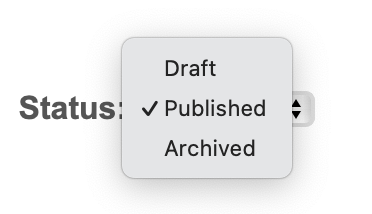 Draft
Status: ✓ Published
Archived